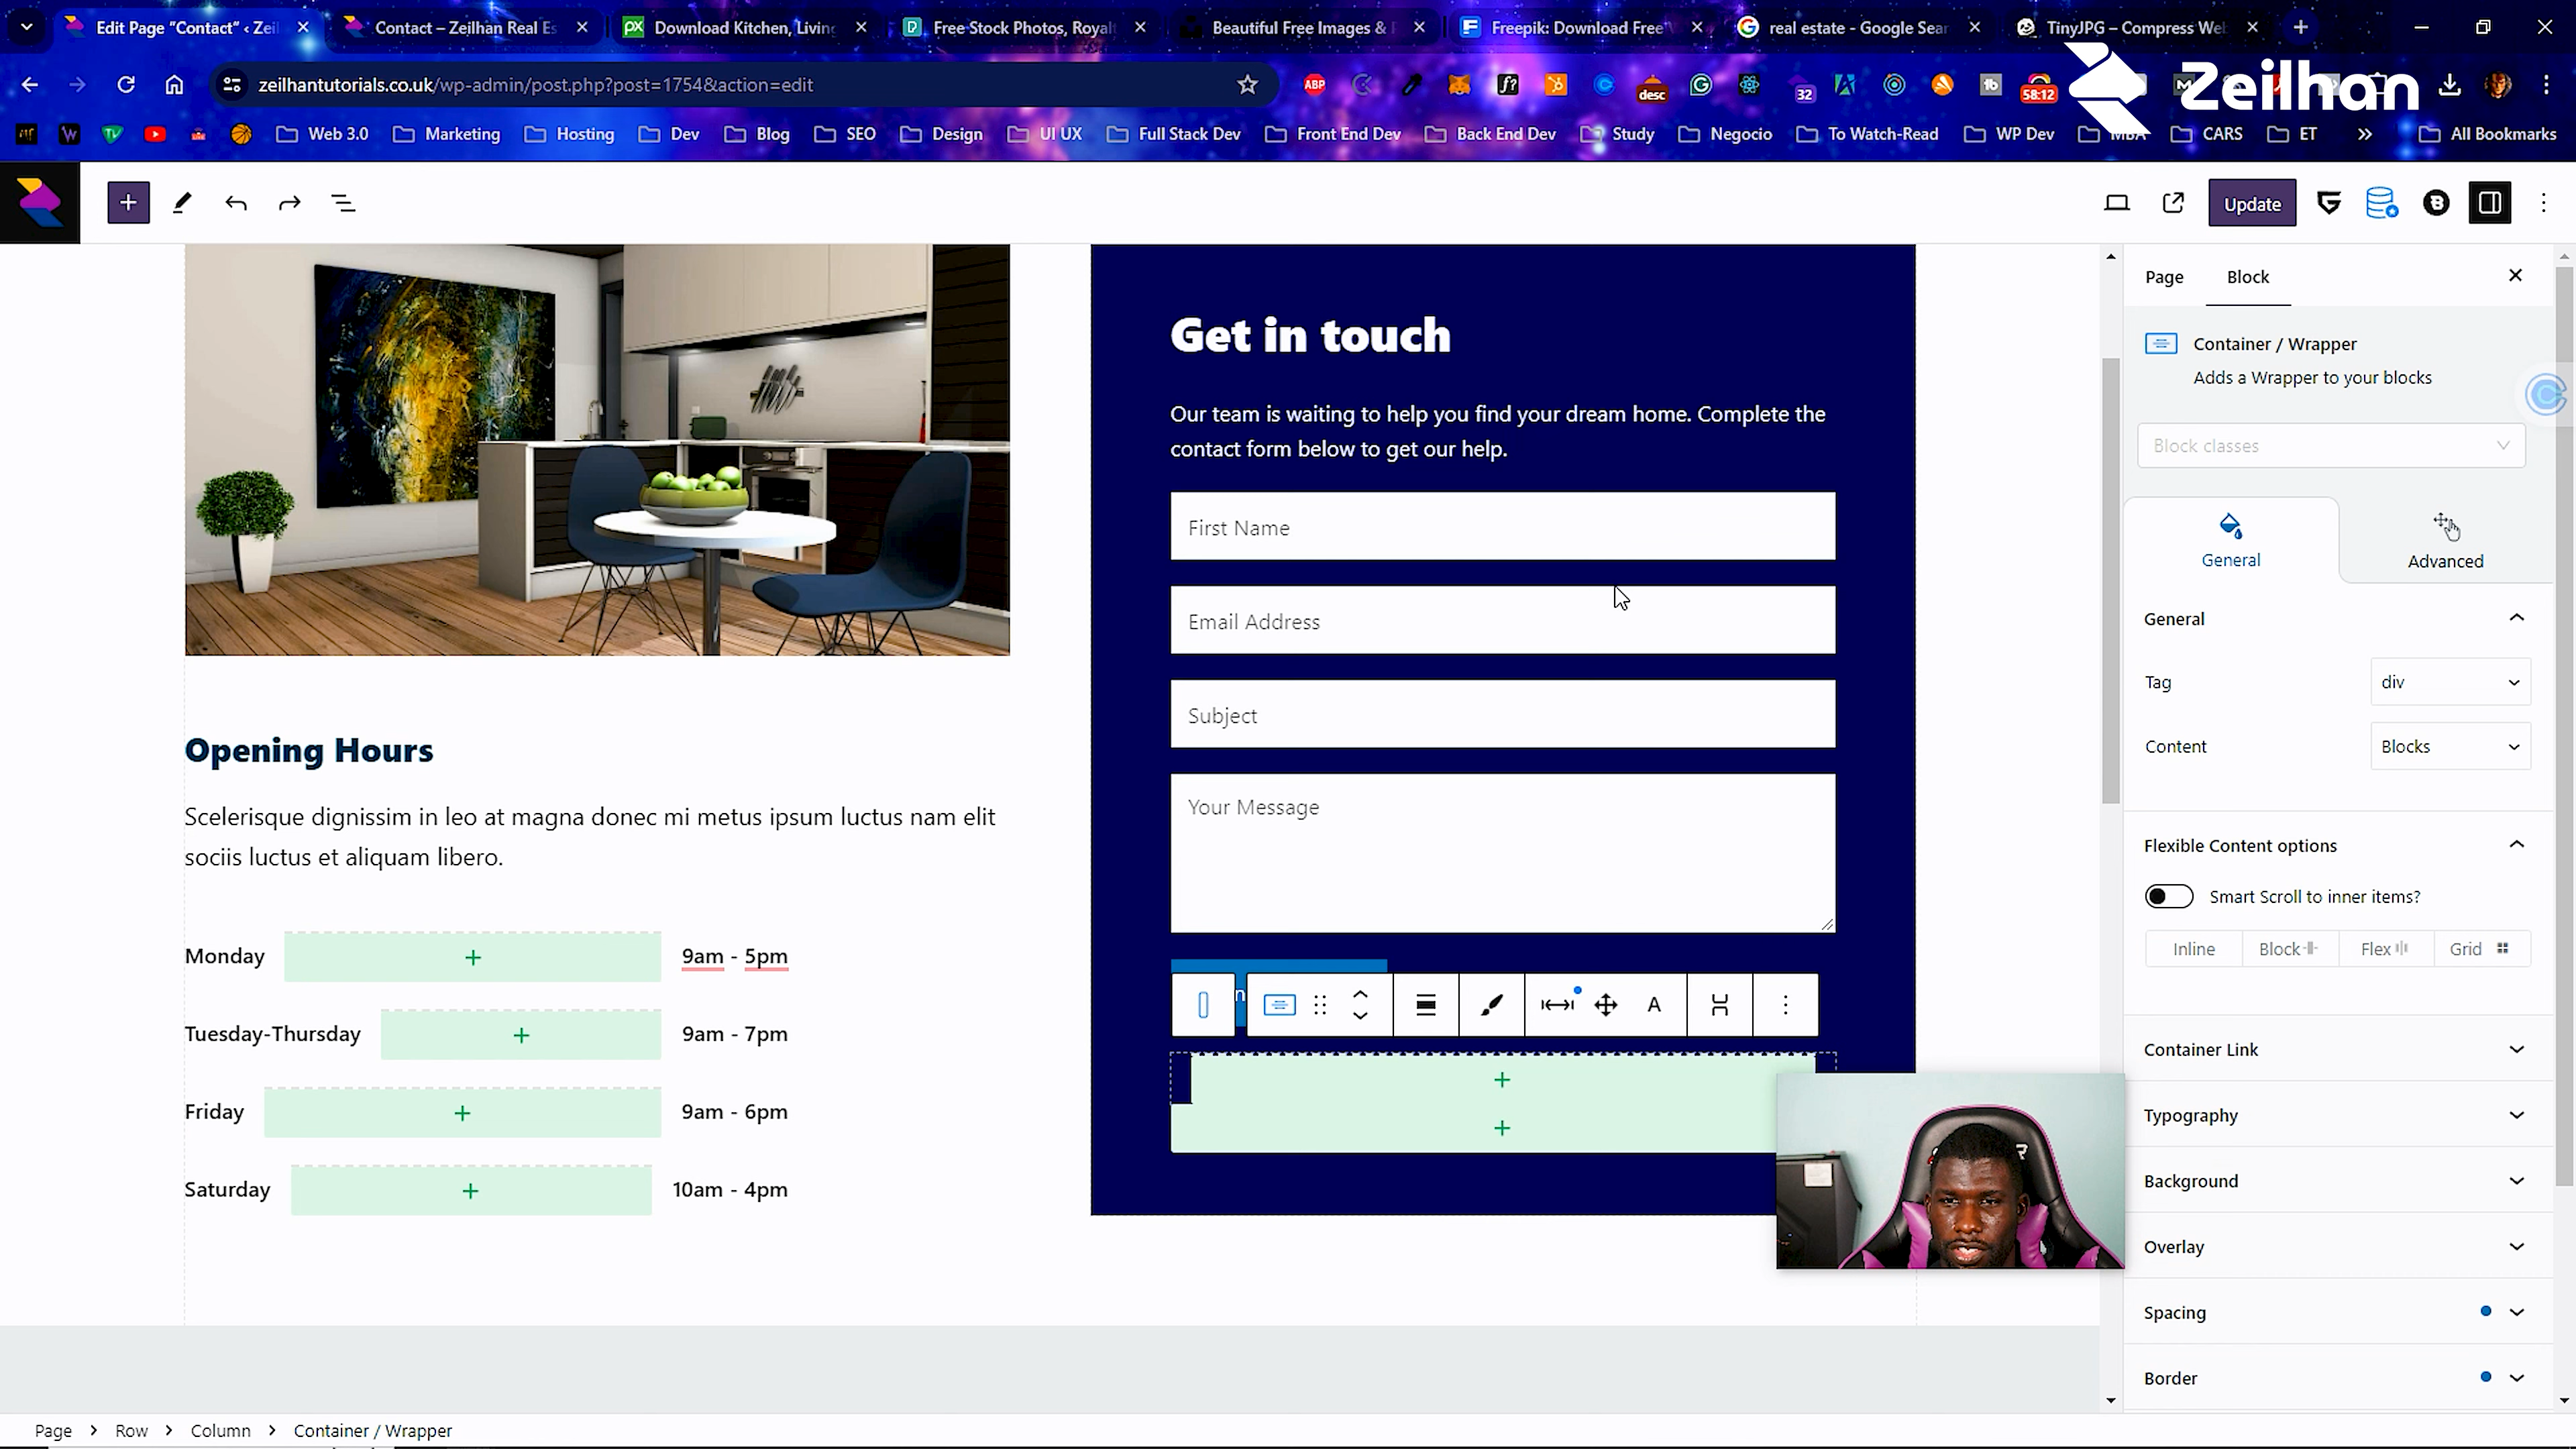 Edit Page "Contact" ‹ Zeil
Contact – Zeilhan Real Es
Download Kitchen, Livin
Free Stock Photos, Royal
Beautiful Free Images &
Freepik: Download Free
real estate - Google Sear
TinyJPG – Compress We
zeilhantutorials.co.uk/wp-admin/post.php?post=1754&action=edit
ABP
f?
desc
32
58:12
Zeilhan
Web 3.0
Marketing
Hosting
Dev
Blog
SEO
Design
UI UX
Full Stack Dev
Front End Dev
Back End Dev
Study
Negocio
To Watch-Read
WP Dev
MBA
CARS
ET
All Bookmarks
Update
Page
Block
Container / Wrapper
Adds a Wrapper to your blocks
Block classes
General
Advanced
General
Tag
div
Content
Blocks
Flexible Content options
Smart Scroll to inner items?
Inline
Block
Flex
Grid
Container Link
Typography
Background
Overlay
Spacing
Border
Get in touch
Our team is waiting to help you find your dream home. Complete the
contact form below to get our help.
First Name
Email Address
Subject
Your Message
A
Opening Hours
Scelerisque dignissim in leo at magna donec mi metus ipsum luctus nam elit
sociis luctus et aliquam libero.
Monday
9am - 5pm
Tuesday-Thursday
9am - 7pm
Friday
9am - 6pm
Saturday
10am - 4pm
Page
Row
Column
Container / Wrapper